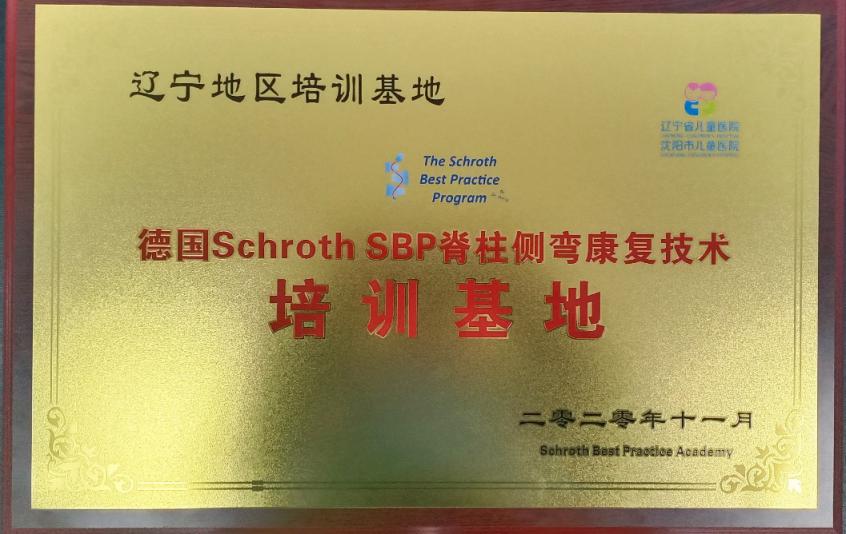 辽宁地区培训基地
辽宁省儿童医院
沈阳市儿童医院
The Schroth
Best Practice
Program
德国Schroth SBP脊柱侧弯康复技术
培训基地
二零二零年十一月
Schroth Best Practice Academy